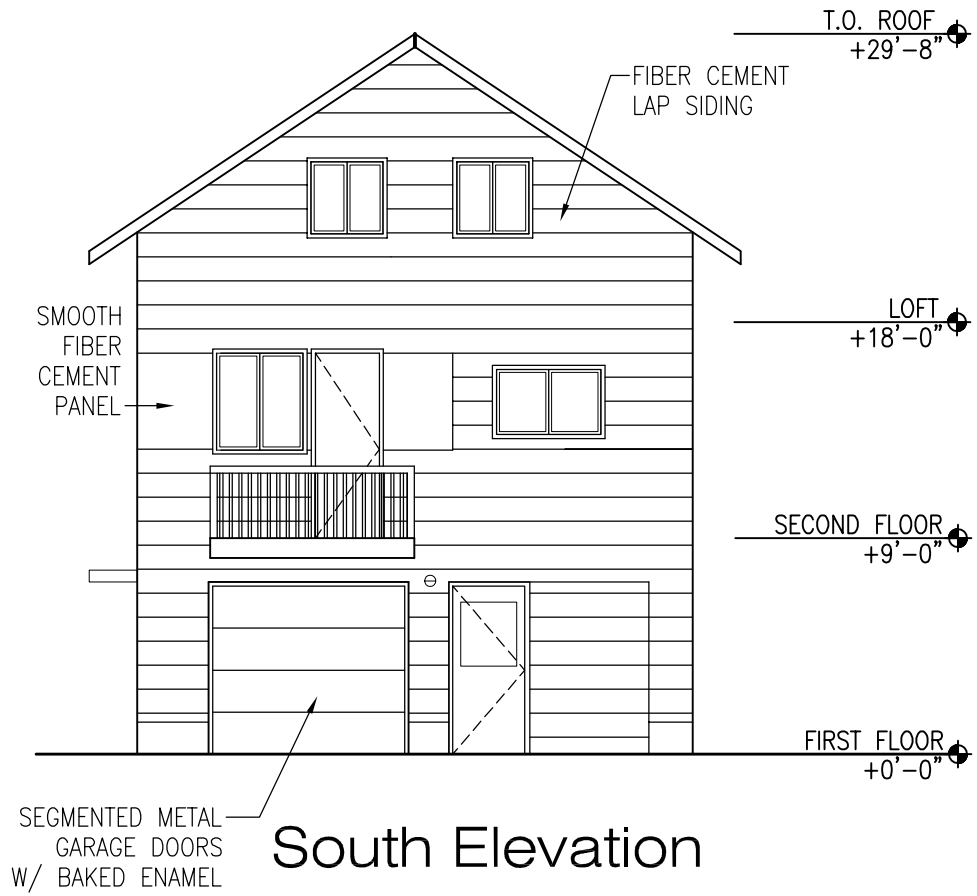 T.O. ROOF
+29'-8"
FIBER CEMENT
LAP SIDING
SMOOTH
FIBER
CEMENT
PANEL
LOFT
+18'-0"
SECOND FLOOR
+9'-0"
FIRST FLOOR
+0'-0"
SEGMENTED METAL
GARAGE DOORS
W/ BAKED ENAMEL
South Elevation